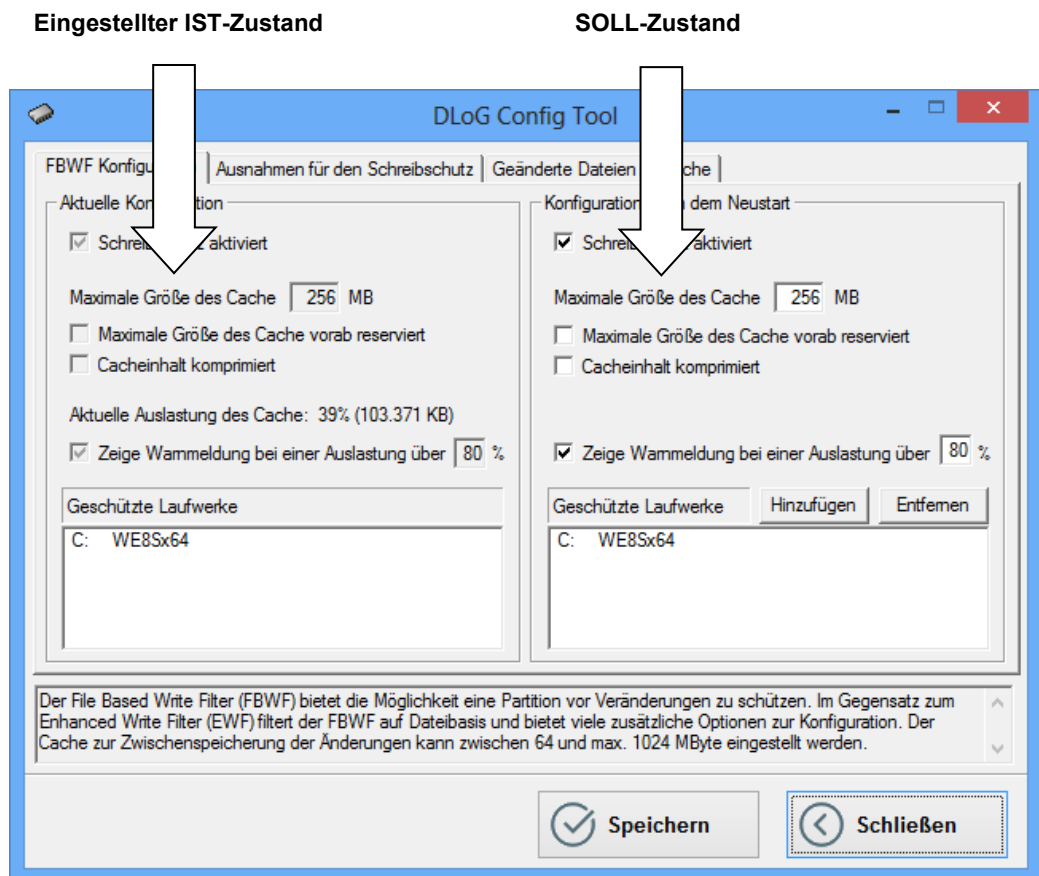 Eingestellter IST-Zustand
SOLL-Zustand
DLoG Config Tool
FBWF Konfigu
Ausnahmen für den Schreibschutz
Geänderte Dateien
che
Aktuelle Kon
tion
Schrei
z aktiviert
Maximale Größe des Cache 256 MB
Maximale Größe des Cache vorab reserviert
Cacheinhalt komprimiert
Aktuelle Auslastung des Cache: 39% (103.371 KB)
Zeige Warnmeldung bei einer Auslastung über 80 %
Geschützte Laufwerke
C: WE8Sx64
Konfiguration
dem Neustart
Schreib
aktiviert
Maximale Größe des Cache 256 MB
Maximale Größe des Cache vorab reserviert
Cacheinhalt komprimiert
Zeige Warnmeldung bei einer Auslastung über 80 %
Geschützte Laufwerke
Hinzufügen
Entfernen
C: WE8Sx64
Der File Based Write Filter (FBWF) bietet die Möglichkeit eine Partition vor Veränderungen zu schützen. Im Gegensatz zum
Enhanced Write Filter (EWF) filtert der FBWF auf Dateibasis und bietet viele zusätzliche Optionen zur Konfiguration. Der
Cache zur Zwischenspeicherung der Änderungen kann zwischen 64 und max. 1024 MByte eingestellt werden.
Speichern
Schließen